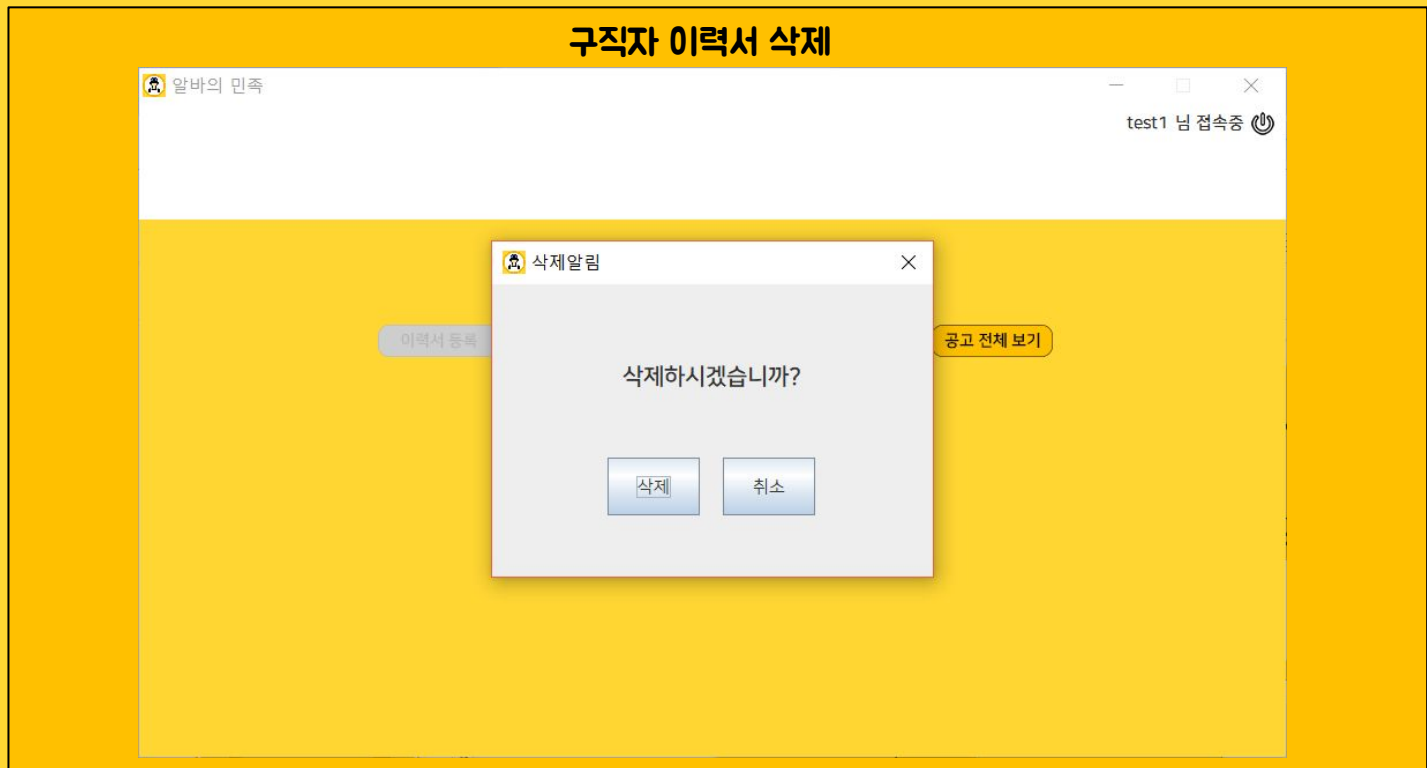 구직자 이력서 삭제
알바의 민족
test1 님 접속중
삭제알림
이력서 등록
공고 전체 보기
삭제하시겠습니까?
삭제
취소